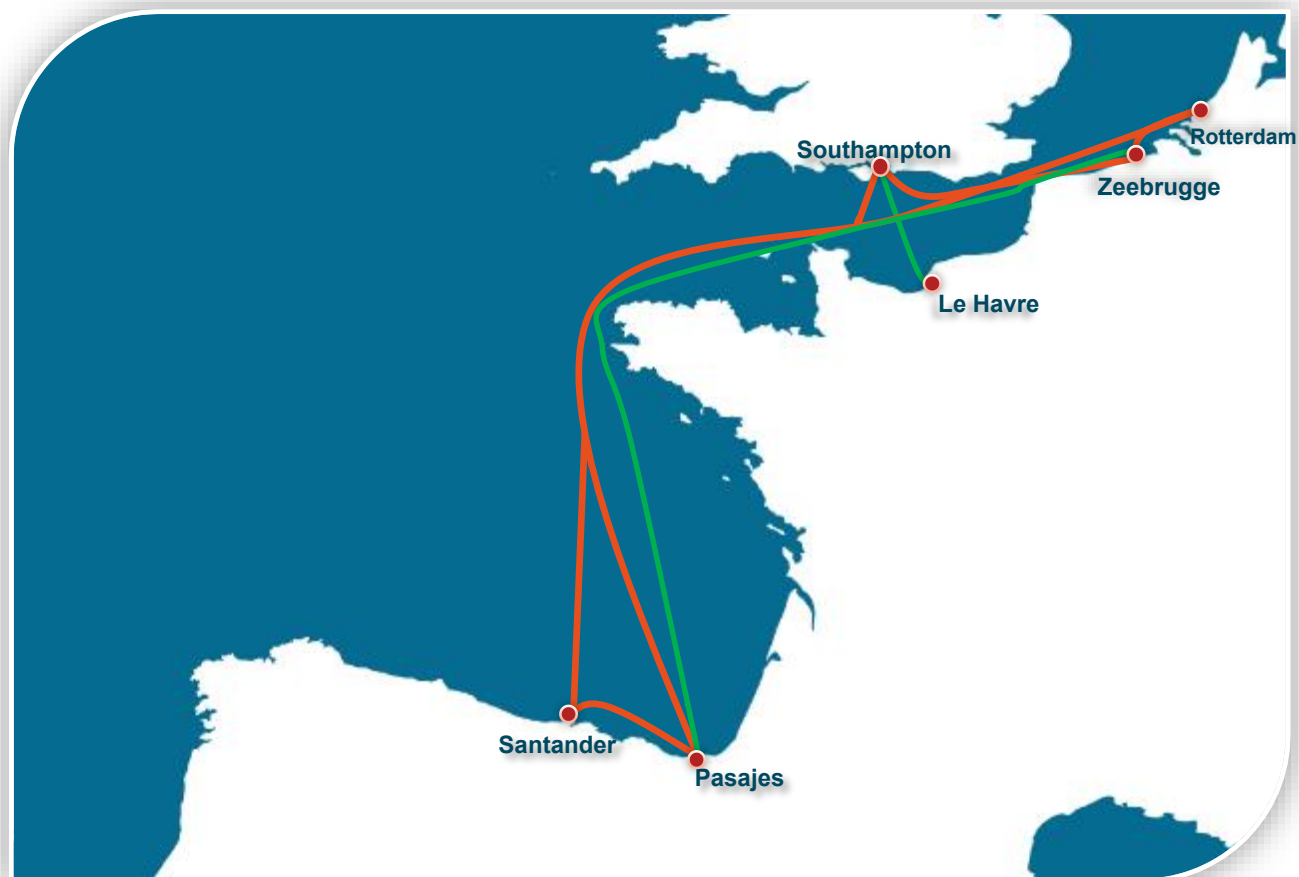 Southampton
Rotterdam
Zeebrugge
Le Havre
Santander
Pasajes